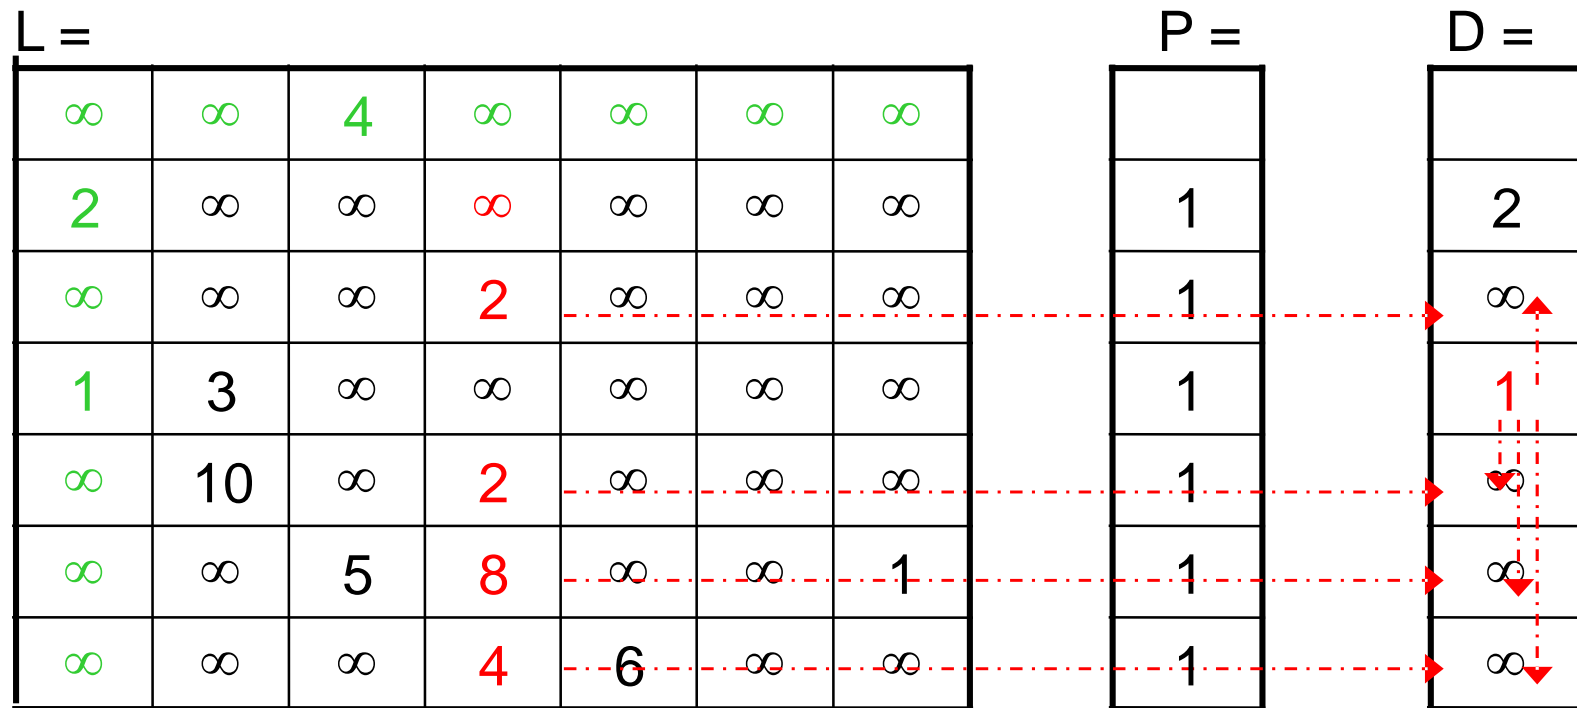 L = P = D =
∞ ∞ 4 ∞ ∞ ∞ ∞
2 ∞ ∞ ∞ ∞ ∞ ∞ 1 2
∞ ∞ ∞ 2 ∞ ∞ ∞ 1 ∞
1 3 ∞ ∞ ∞ ∞ ∞ 1 1
∞ 10 ∞ 2 ∞ ∞ ∞ 1 ∞
∞ ∞ 5 8 ∞ ∞ 1 1 ∞
∞ ∞ ∞ 4 6 ∞ ∞ 1 ∞